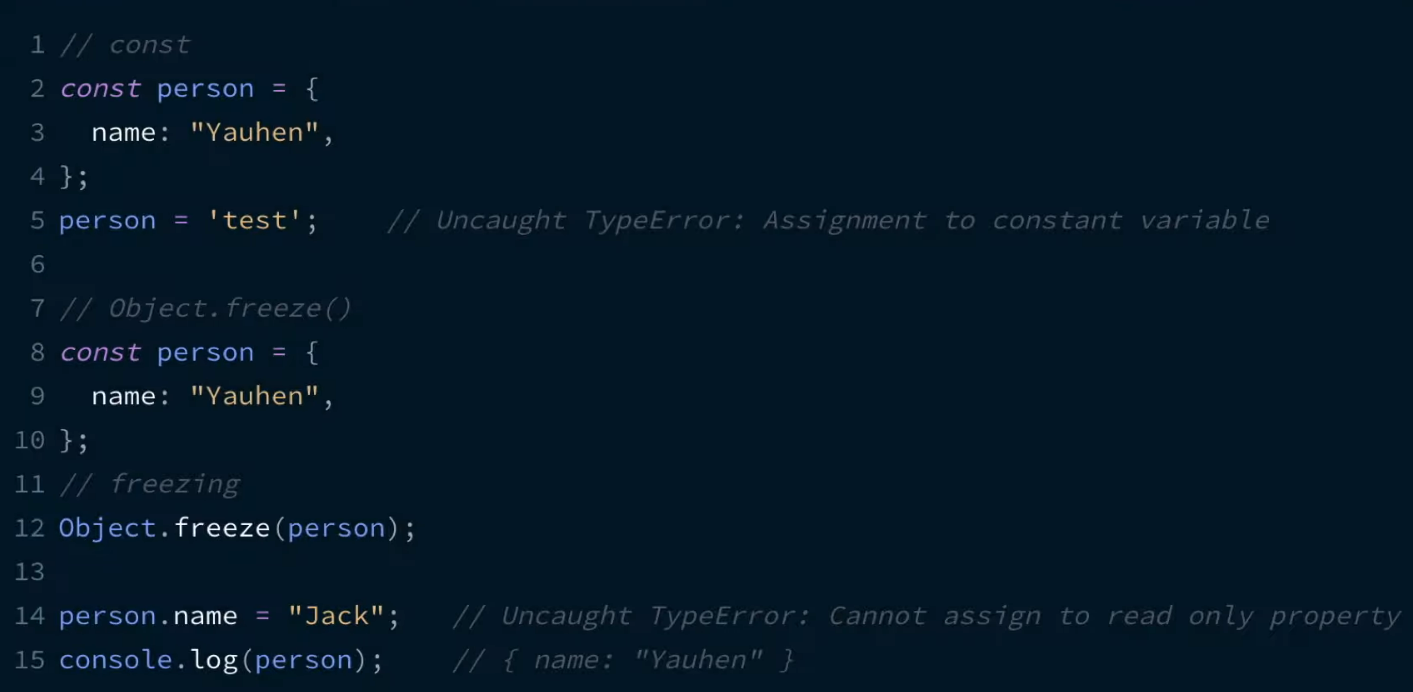 1 // const
2 const person = {
3   name: "Yauhen",
4 };
5 person = 'test';    // Uncaught TypeError: Assignment to constant variable
6
7 // Object.freeze()
8 const person = {
9   name: "Yauhen",
10 };
11 // freezing
12 Object.freeze(person);
13
14 person.name = "Jack";   // Uncaught TypeError: Cannot assign to read only property
15 console.log(person);    // { name: "Yauhen" }